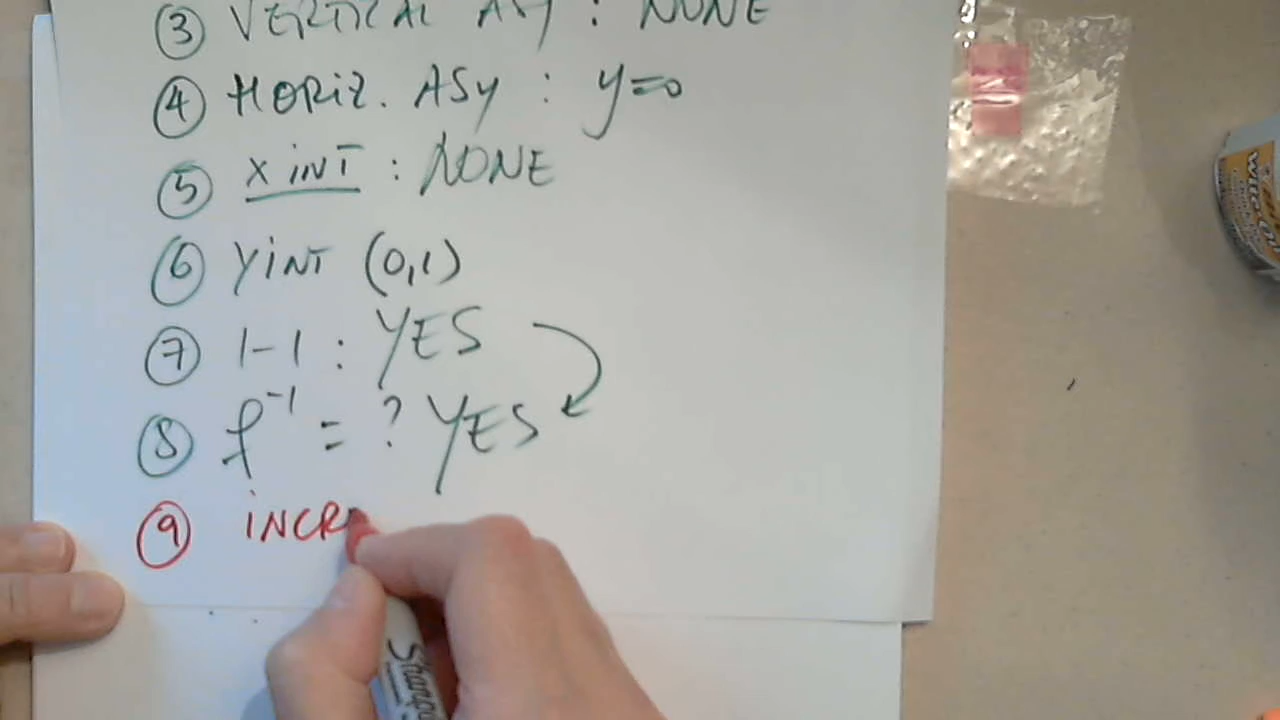 ③ VERTICAL ASY : NONE
④ HORIZ. ASY : y=0
⑤ X INT : NONE
⑥ YINT (0,1)
⑦ 1-1 : YES
⑧ f⁻¹ = ? YES
⑨ INCR
Sharpie